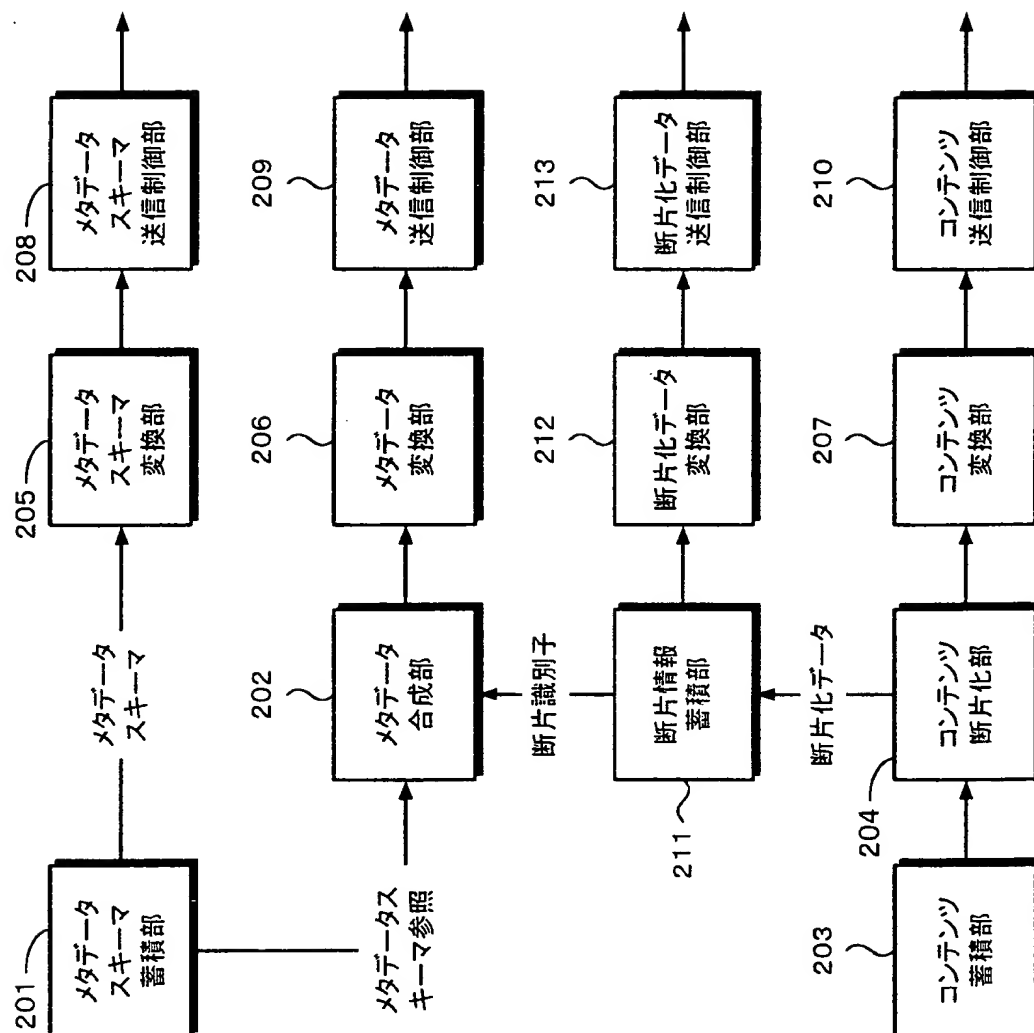 201
メタデータ
スキーマ
蓄積部
メタデータ
スキーマ
205
メタデータ
スキーマ
変換部
208
メタデータ
スキーマ
送信制御部
メタデータス
キーマ参照
202
メタデータ
合成部
206
メタデータ
変換部
209
メタデータ
送信制御部
断片識別子
211
断片情報
蓄積部
212
断片化データ
変換部
213
断片化データ
送信制御部
断片化データ
203
コンテンツ
蓄積部
204
コンテンツ
断片化部
207
コンテンツ
変換部
210
コンテンツ
送信制御部